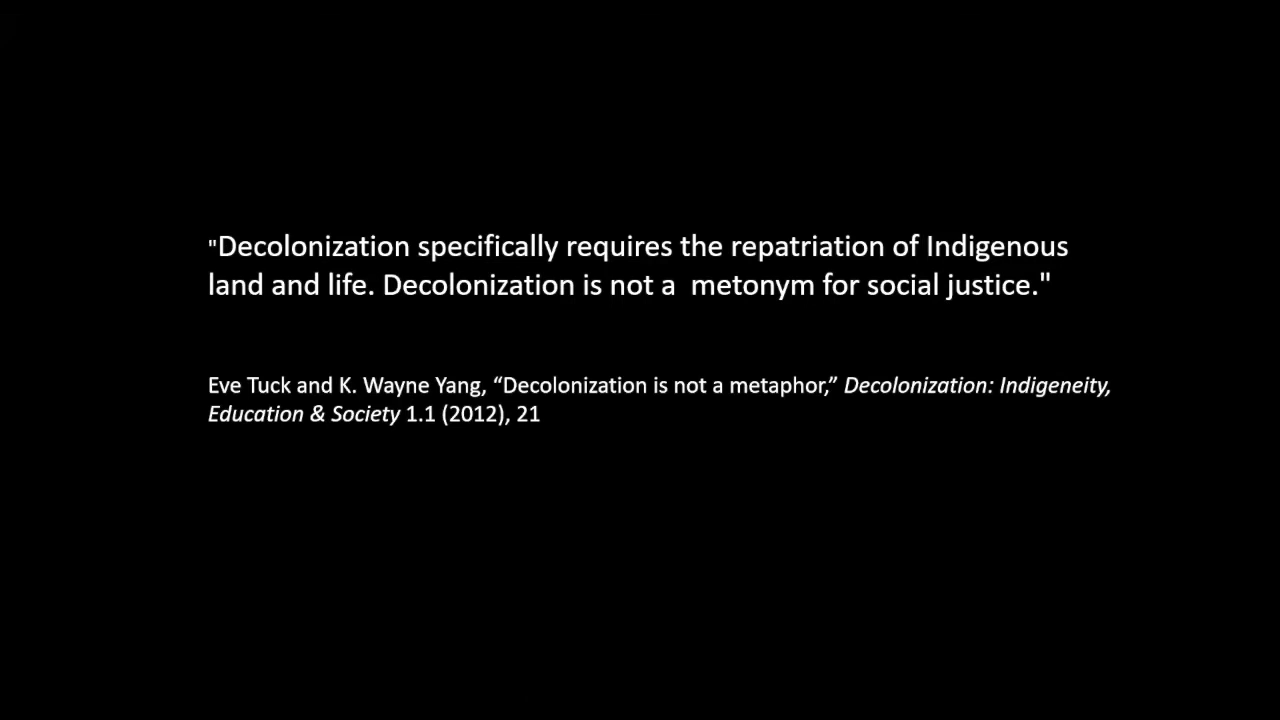 "Decolonization specifically requires the repatriation of Indigenous
land and life. Decolonization is not a  metonym for social justice."
Eve Tuck and K. Wayne Yang, “Decolonization is not a metaphor,” Decolonization: Indigeneity,
Education & Society 1.1 (2012), 21